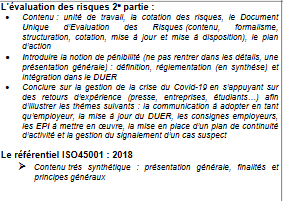 L'évaluation des risques 2e partie :
• Contenu : unité de travail, la cotation des risques, le Document
Unique d'Evaluation des Risques (contenu, formalisme,
structuration, cotation, mise à jour et mise à disposition), le plan
d'action
• Introduire la notion de pénibilité (ne pas rentrer dans les détails, une
présentation générale) : définition, réglementation (en synthèse) et
intégration dans le DUER
• Conclure sur la gestion de la crise du Covid-19 en s'appuyant sur
des retours d'expérience (presse, entreprises, étudiants...) afin
d'illustrer les thèmes suivants : la communication à adopter en tant
qu'employeur, la mise à jour du DUER, les consignes employeurs,
les EPI à mettre en œuvre, la mise en place d'un plan de continuité
d'activité et la gestion du signalement d'un cas suspect
Le référentiel ISO45001 : 2018
➢ Contenu très synthétique : présentation générale, finalités et
principes généraux